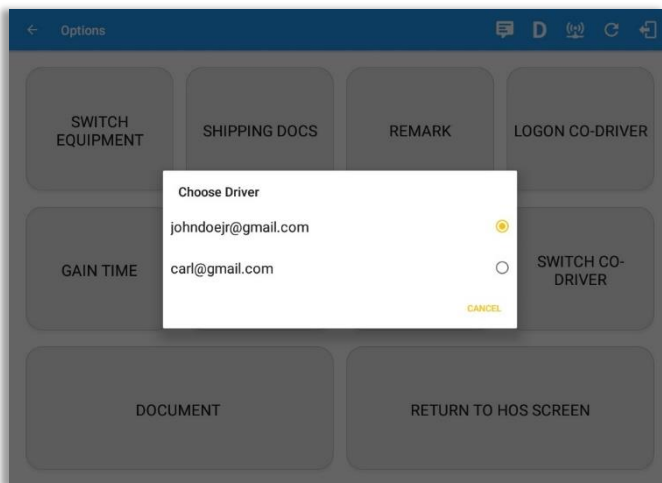 Options
D
SWITCH
EQUIPMENT
SHIPPING DOCS
REMARK
LOGON CO-DRIVER
Choose Driver
johndoejr@gmail.com
carl@gmail.com
CANCEL
GAIN TIME
SWITCH CO-
DRIVER
DOCUMENT
RETURN TO HOS SCREEN